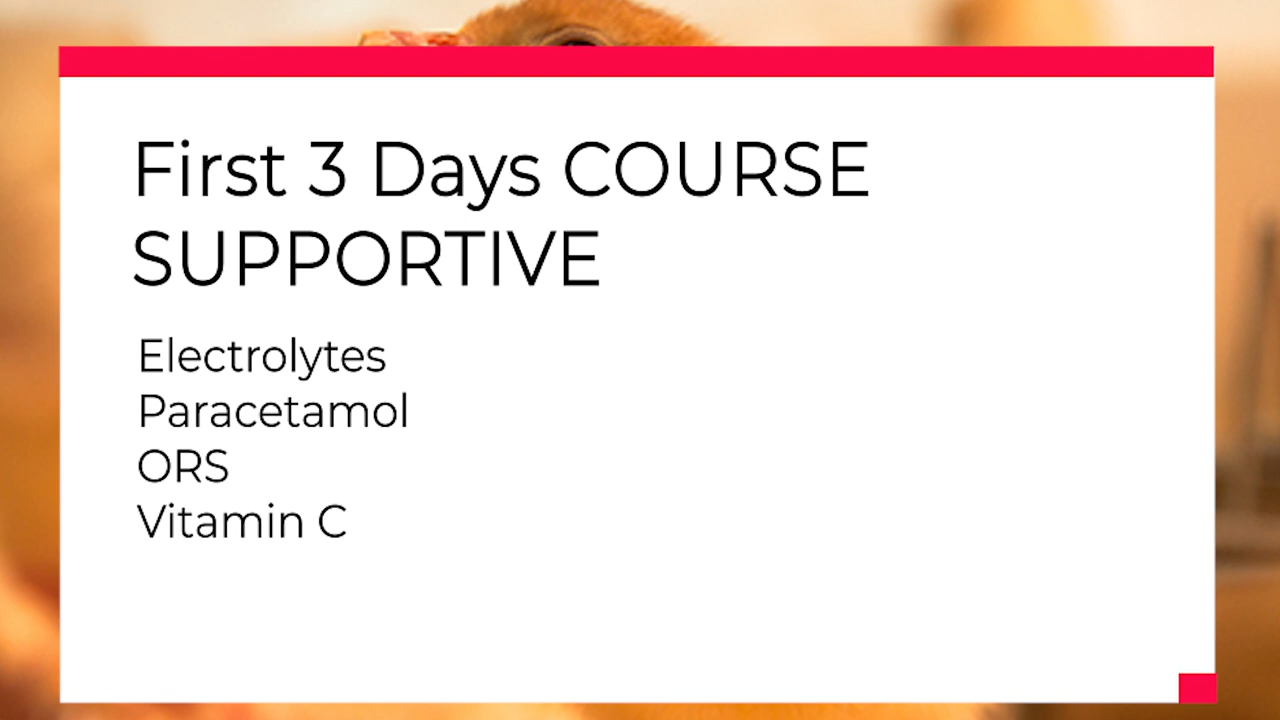 First 3 Days COURSE
SUPPORTIVE
Electrolytes
Paracetamol
ORS
Vitamin C